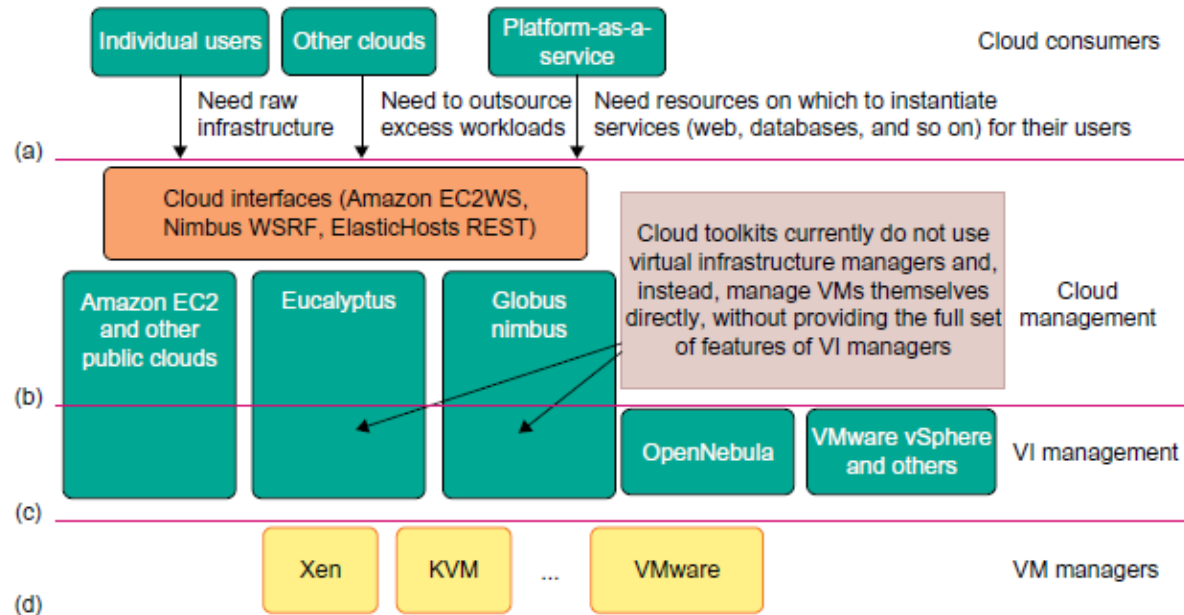 Individual users
Other clouds
Platform-as-a-
service
Cloud consumers
Need raw
infrastructure
Need to outsource
excess workloads
Need resources on which to instantiate
services (web, databases, and so on) for their users
(a)
Cloud interfaces (Amazon EC2WS,
Nimbus WSRF, ElasticHosts REST)
Cloud toolkits currently do not use
virtual infrastructure managers and,
instead, manage VMs themselves
directly, without providing the full set
of features of VI managers
Cloud
management
Amazon EC2
and other
public clouds
Eucalyptus
Globus
nimbus
(b)
OpenNebula
VMware vSphere
and others
VI management
(c)
Xen
KVM
...
VMware
VM managers
(d)